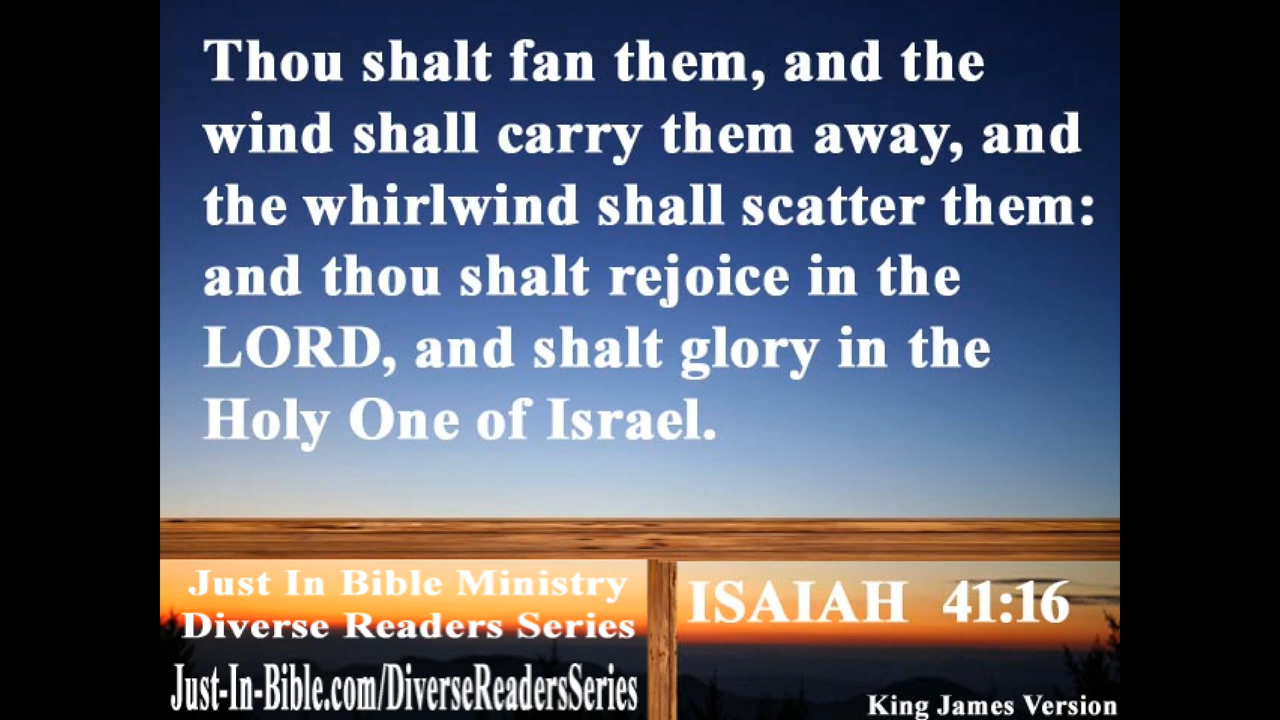 Thou shalt fan them, and the
wind shall carry them away, and
the whirlwind shall scatter them:
and thou shalt rejoice in the
LORD, and shalt glory in the
Holy One of Israel.
Just In Bible Ministry
Diverse Readers Series
Just-In-Bible.com/DiverseReadersSeries
ISAIAH 41:16
King James Version